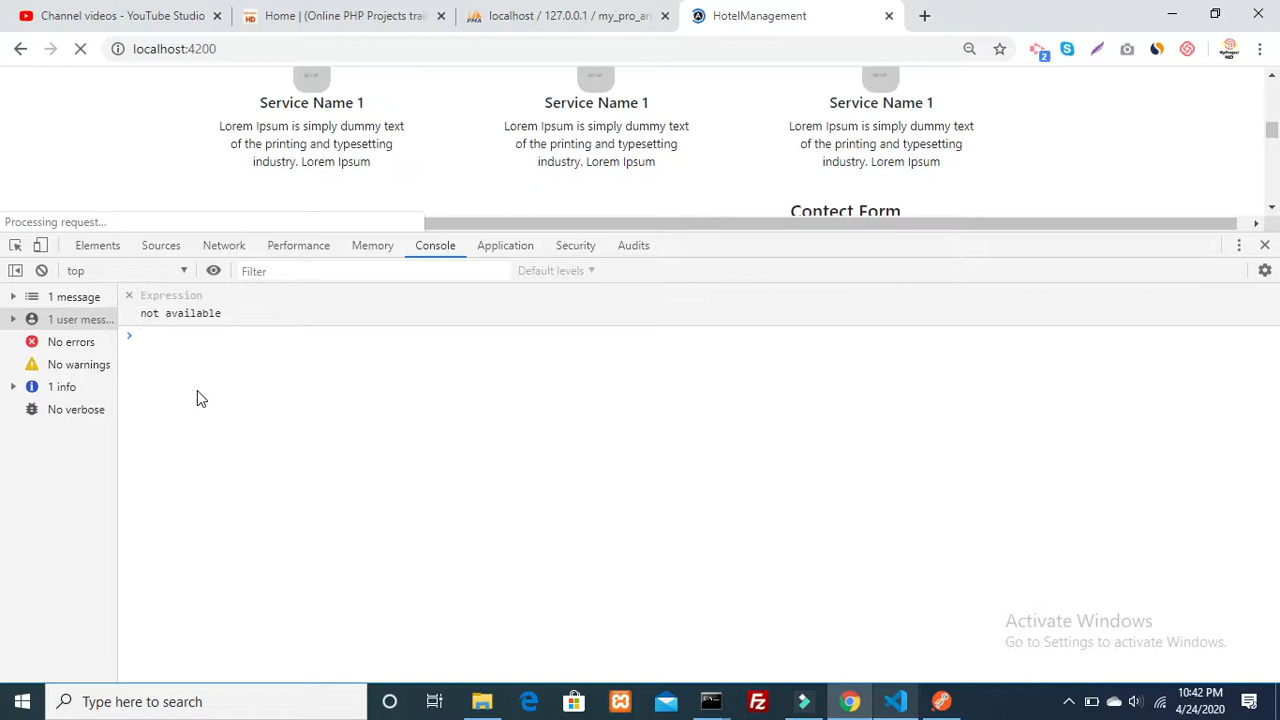 Channel videos - YouTube Studio
Home | (Online PHP Projects trai
localhost / 127.0.0.1 / my_pro_an
HotelManagement
localhost:4200
2
Service Name 1
Service Name 1
Service Name 1
Lorem Ipsum is simply dummy text
of the printing and typesetting
industry. Lorem Ipsum
Lorem Ipsum is simply dummy text
of the printing and typesetting
industry. Lorem Ipsum
Lorem Ipsum is simply dummy text
of the printing and typesetting
industry. Lorem Ipsum
Contect Form
Processing request...
Elements
Sources
Network
Performance
Memory
Console
Application
Security
Audits
top
Filter
Default levels
1 message
1 user mess...
No errors
No warnings
1 info
No verbose
Expression
not available
Activate Windows
Go to Settings to activate Windows.
Type here to search
10:42 PM
4/24/2020